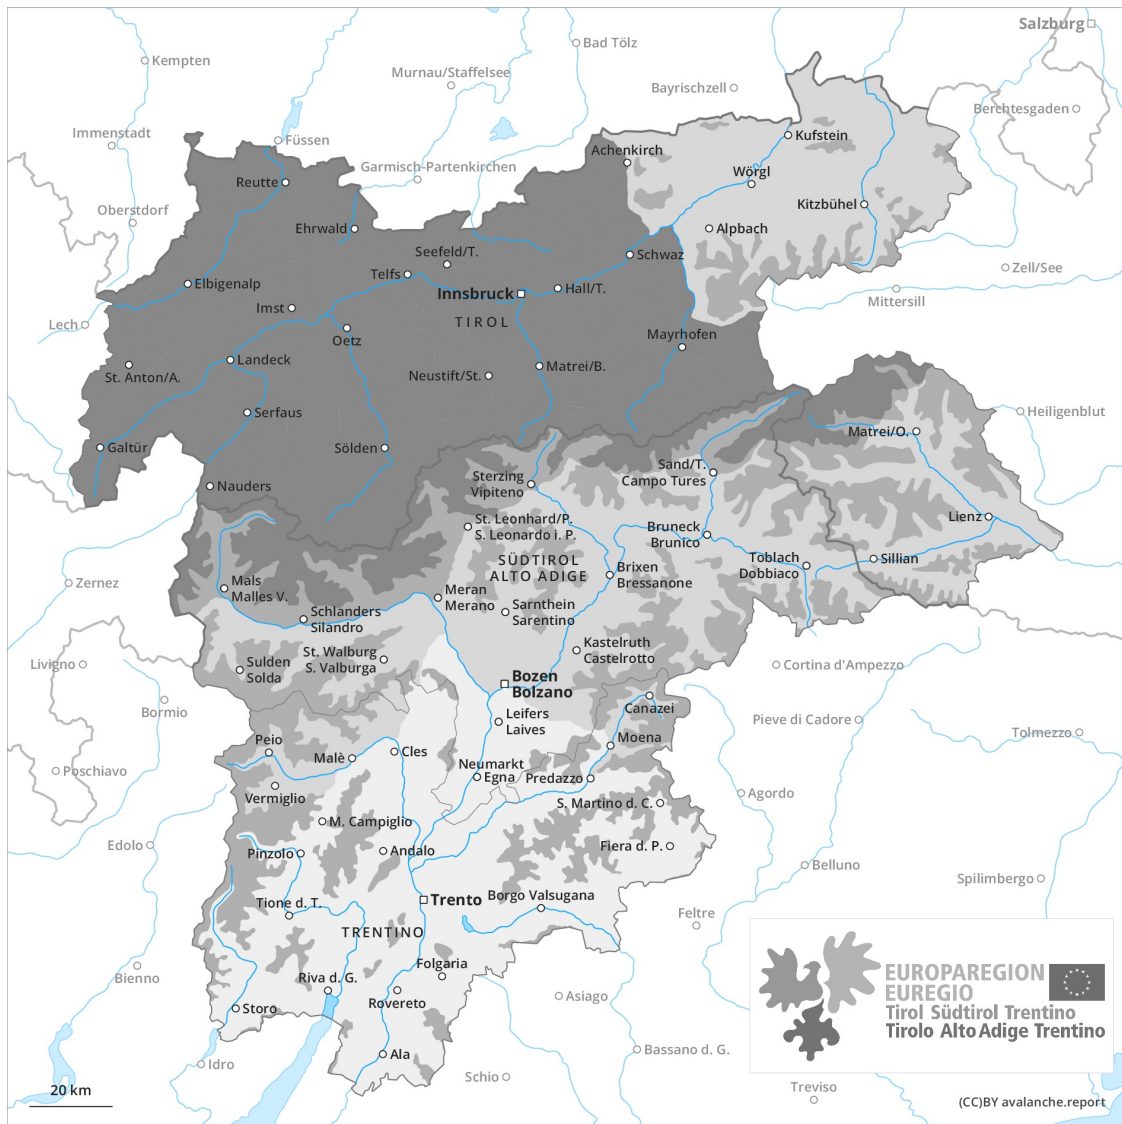 Salzburg
Bad Tölz
Kempten
Murnau/Staffelsee
Bayrischzell
Berchtesgaden
Immenstadt
Füssen
Kufstein
Achenkirch
Garmisch-Partenkirchen
Wörgl
Reutte
Kitzbühel
Oberstdorf
Ehrwald
Alpbach
Seefeld/T.
Schwaz
Zell/See
Telfs
Elbigenalp
Innsbruck
Hall/T.
Mittersill
Imst
TIROL
Lech
Oetz
Mayrhofen
Landeck
Matrei/B.
St. Anton/A.
Neustift/St.
Serfaus
Heiligenblut
Matrei/O.
Galtür
Sölden
Sterzing
Vipiteno
Sand/T.
Campo Tures
Nauders
St. Leonhard/P.
S. Leonardo i. P.
Bruneck
Brunico
Lienz
SÜDTIROL
ALTO ADIGE
Toblach
Dobbiaco
Sillian
Brixen
Bressanone
Zernez
Mals
Malles V.
Meran
Merano
Sarnthein
Sarentino
Schlanders
Silandro
St. Walburg
S. Valburga
Kastelruth
Castelrotto
Livigno
Sulden
Solda
Cortina d'Ampezzo
Bozen
Bolzano
Bormio
Canazei
Leifers
Laives
Pieve di Cadore
Tolmezzo
Peio
Moena
Cles
Malè
Poschiavo
Neumarkt
Egna
Predazzo
Vermiglio
Agordo
S. Martino d. C.
M. Campiglio
Edolo
Pinzolo
Andalo
Fiera d. P.
Belluno
Spilimbergo
Tione d. T.
Trento
Borgo Valsugana
Feltre
TRENTINO
Bienno
Folgaria
Riva d. G.
Rovereto
Asiago
Storo
EUROPAREGION
EUREGIO
Tirol Südtirol Trentino
Tirolo Alto Adige Trentino
Ala
Bassano d. G.
Idro
Schio
Treviso
20 km
(CC)BY avalanche.report